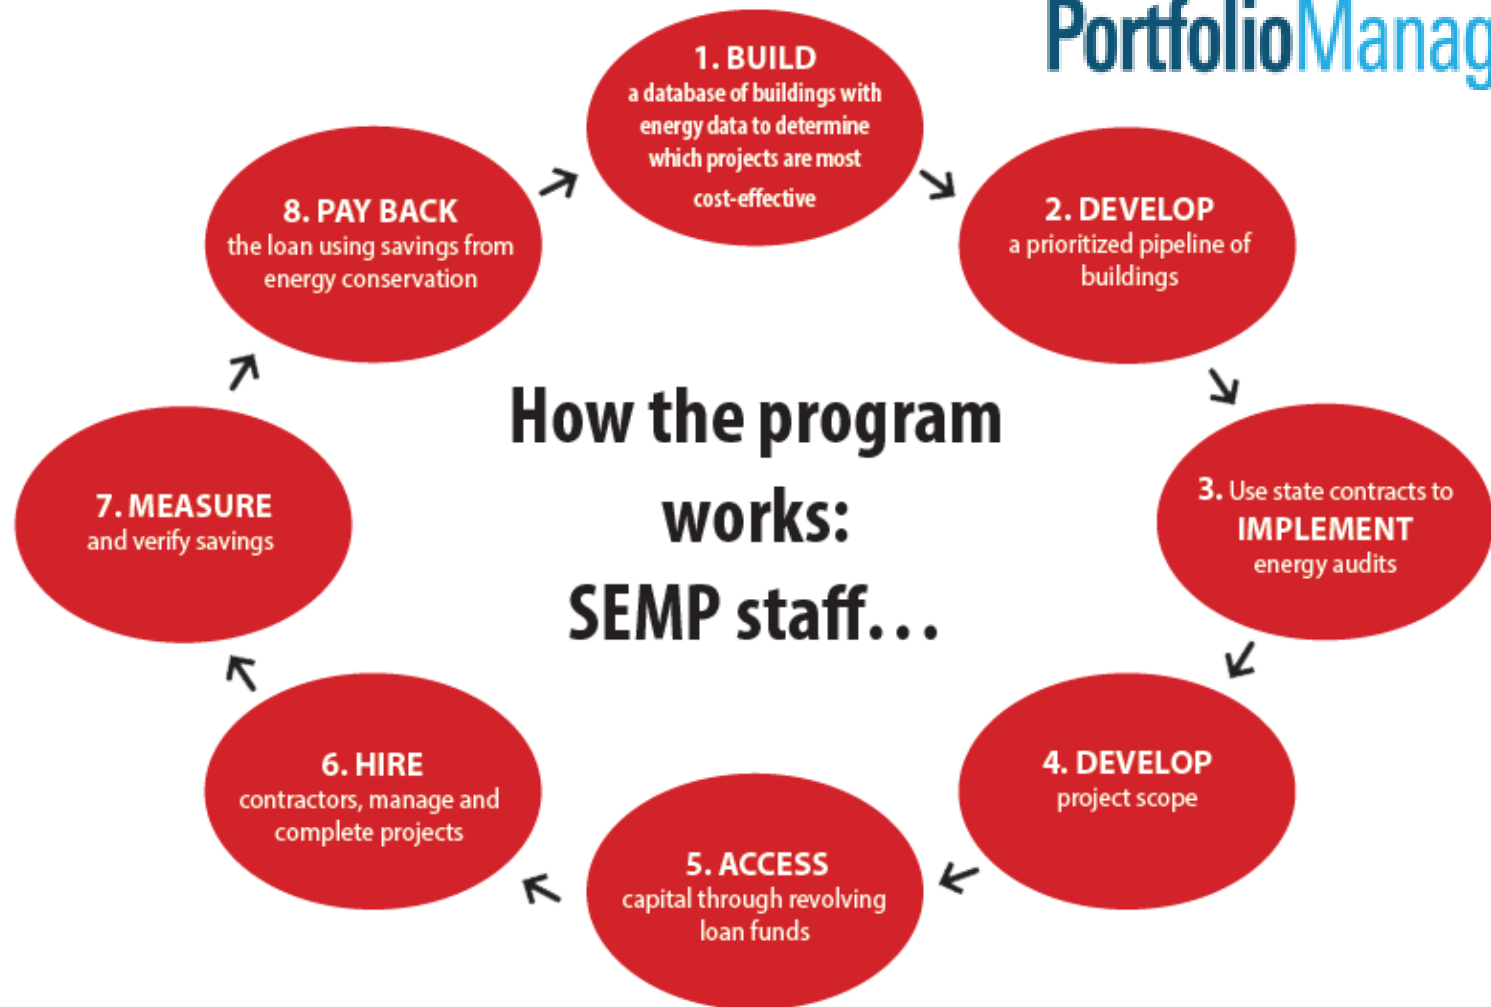 PortfolioManag
1. BUILD
a database of buildings with
energy data to determine
which projects are most
cost-effective
2. DEVELOP
a prioritized pipeline of
buildings
3. Use state contracts to
IMPLEMENT
energy audits
4. DEVELOP
project scope
5. ACCESS
capital through revolving
loan funds
6. HIRE
contractors, manage and
complete projects
7. MEASURE
and verify savings
8. PAY BACK
the loan using savings from
energy conservation
How the program
works:
SEMP staff…